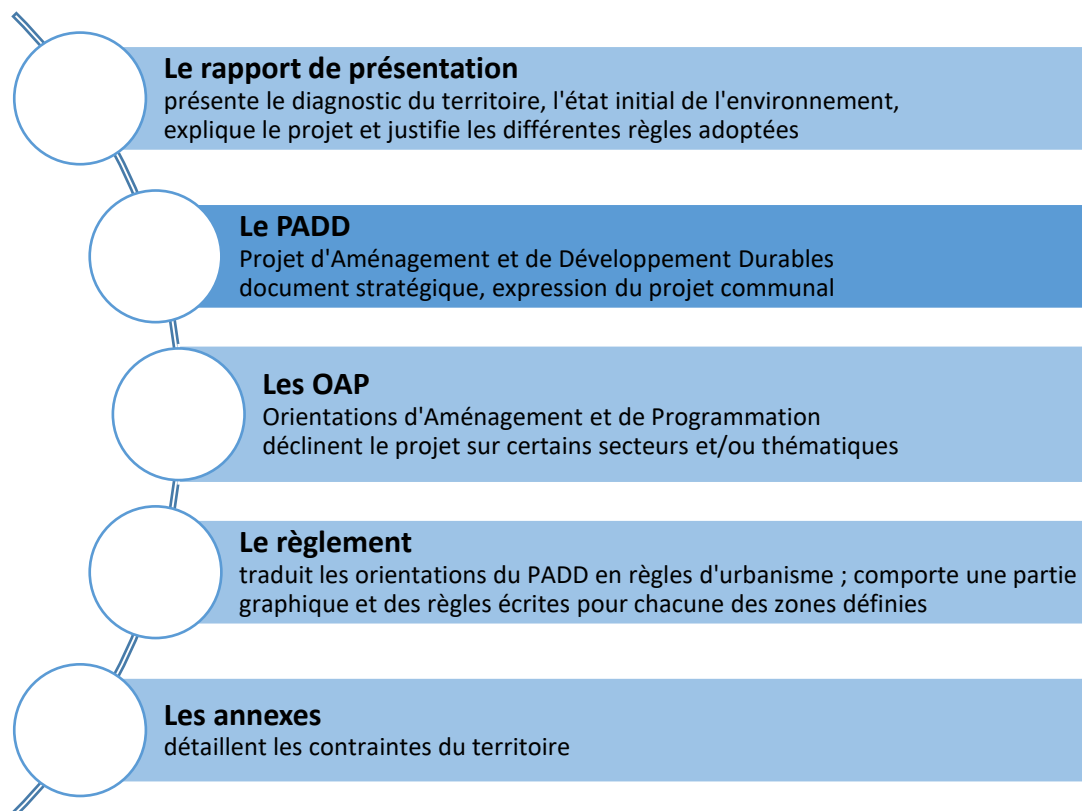 Le rapport de présentation
présente le diagnostic du territoire, l'état initial de l'environnement,
explique le projet et justifie les différentes règles adoptées
Le PADD
Projet d'Aménagement et de Développement Durables
document stratégique, expression du projet communal
Les OAP
Orientations d'Aménagement et de Programmation
déclinent le projet sur certains secteurs et/ou thématiques
Le règlement
traduit les orientations du PADD en règles d'urbanisme ; comporte une partie
graphique et des règles écrites pour chacune des zones définies
Les annexes
détaillent les contraintes du territoire